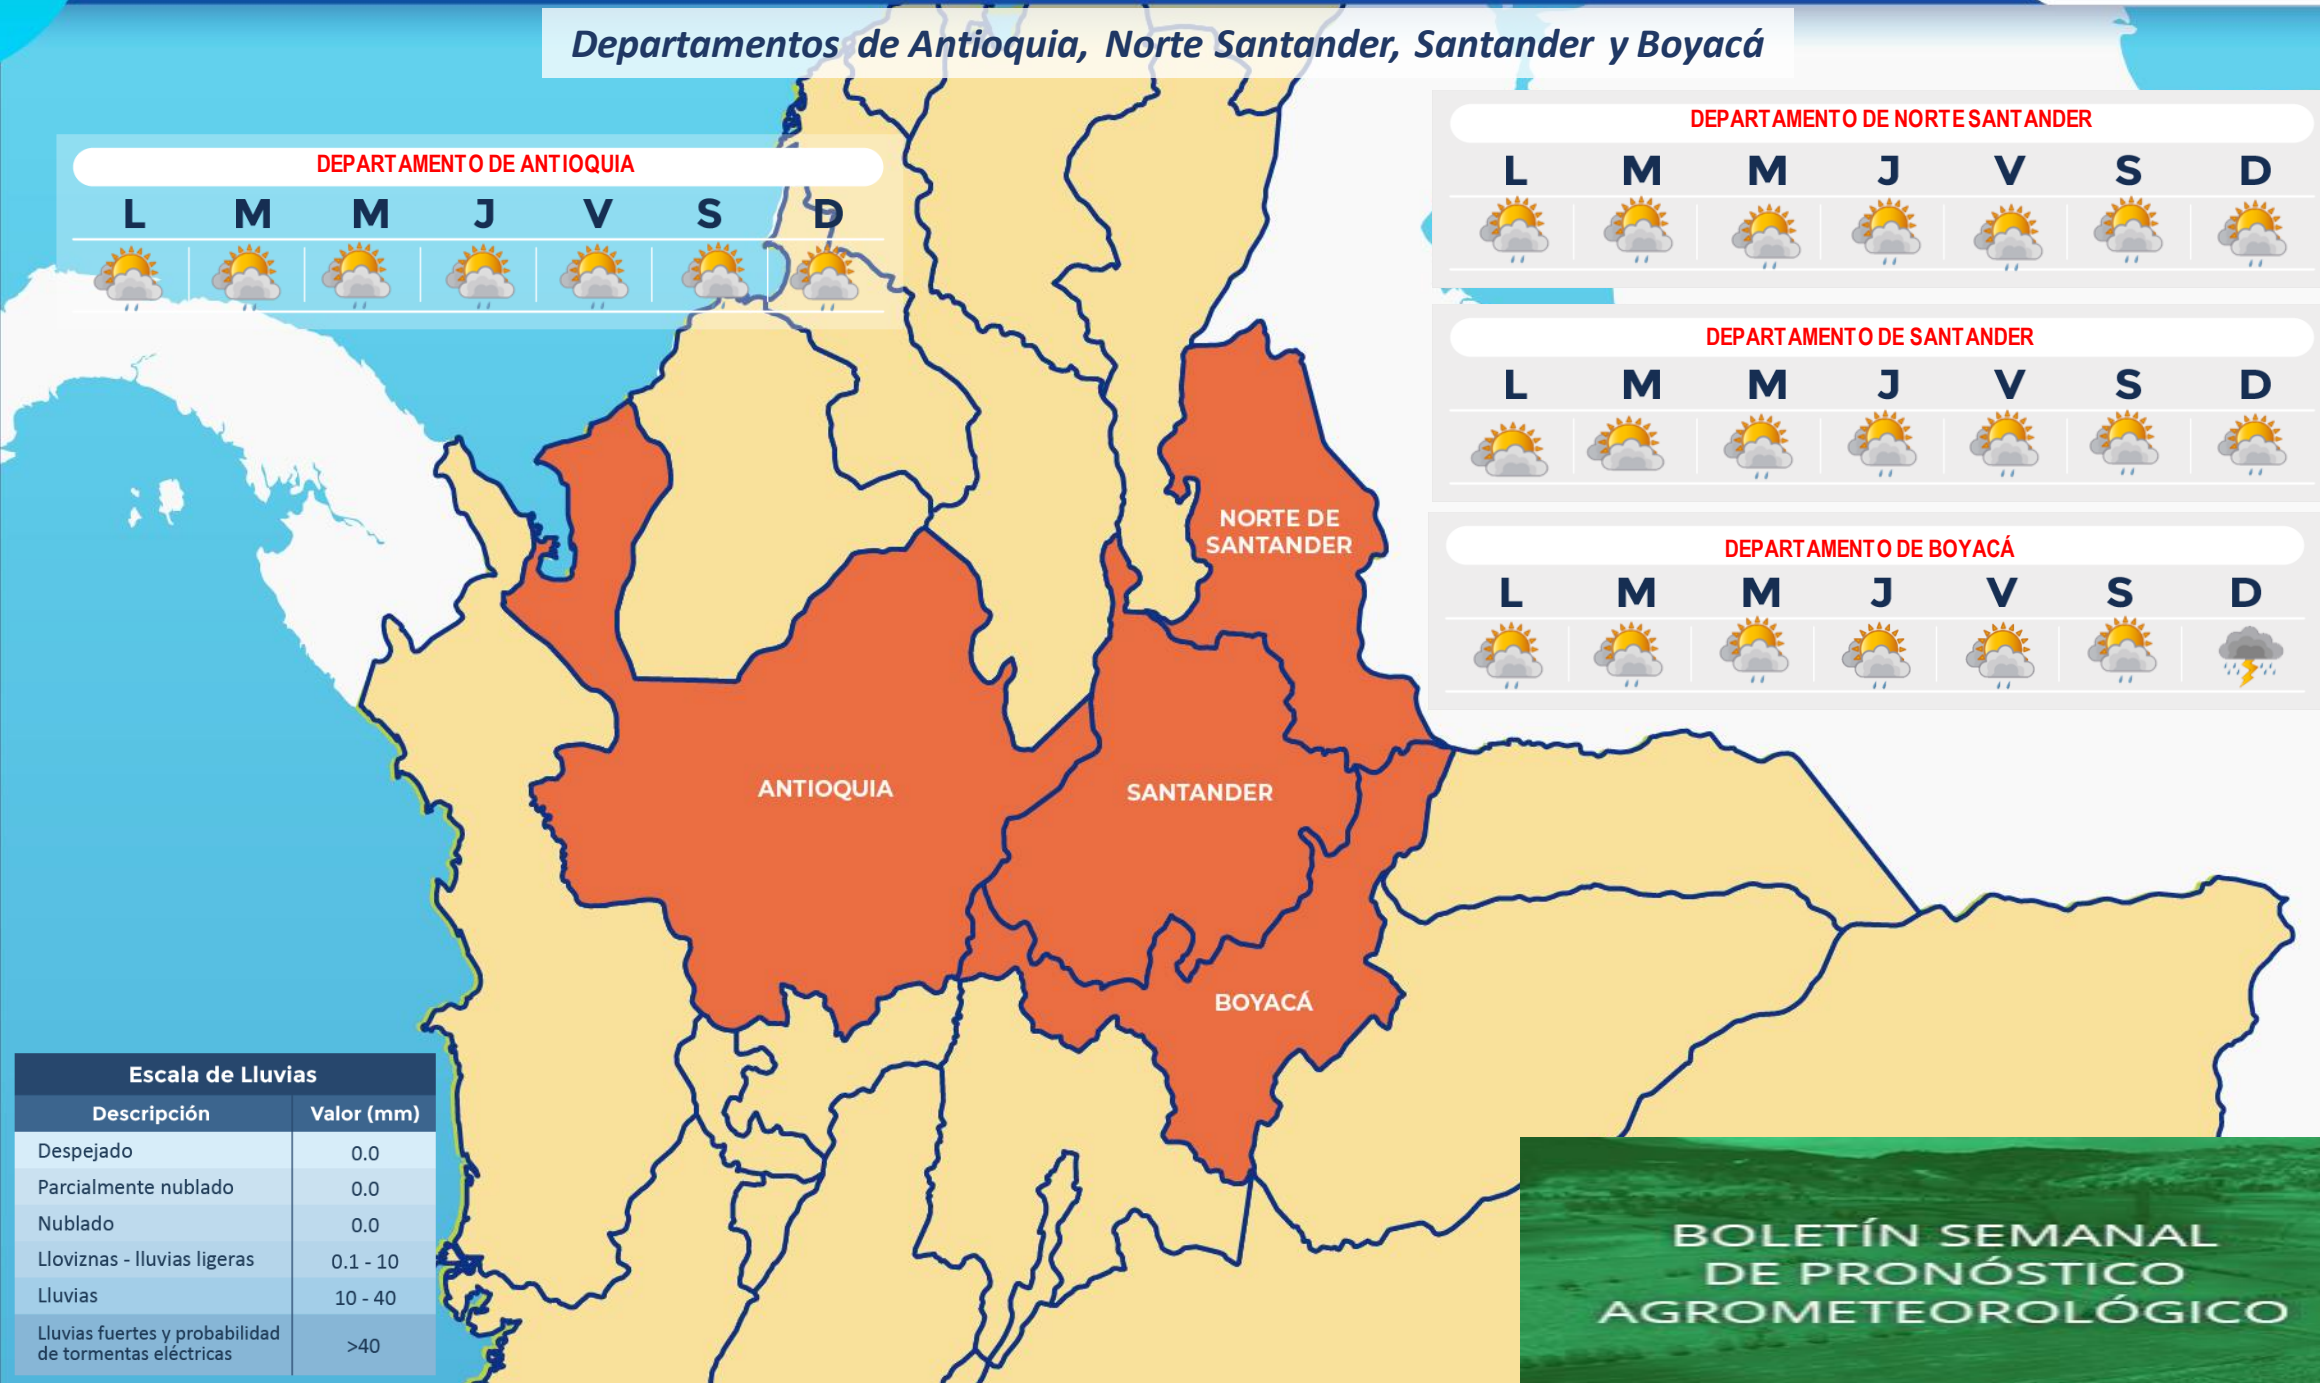 Departamentos de Antioquia, Norte Santander, Santander y Boyacá
DEPARTAMENTO DE ANTIOQUIA
L M M J V S D
DEPARTAMENTO DE NORTE SANTANDER
L M M J V S D
DEPARTAMENTO DE SANTANDER
L M M J V S D
DEPARTAMENTO DE BOYACÁ
L M M J V S D
NORTE DE
SANTANDER
ANTIOQUIA
SANTANDER
BOYACÁ
Escala de Lluvias
Descripción Valor (mm)
Despejado 0.0
Parcialmente nublado 0.0
Nublado 0.0
Lloviznas - lluvias ligeras 0.1 - 10
Lluvias 10 - 40
Lluvias fuertes y probabilidad
de tormentas eléctricas >40
BOLETÍN SEMANAL
DE PRONÓSTICO
AGROMETEOROLÓGICO